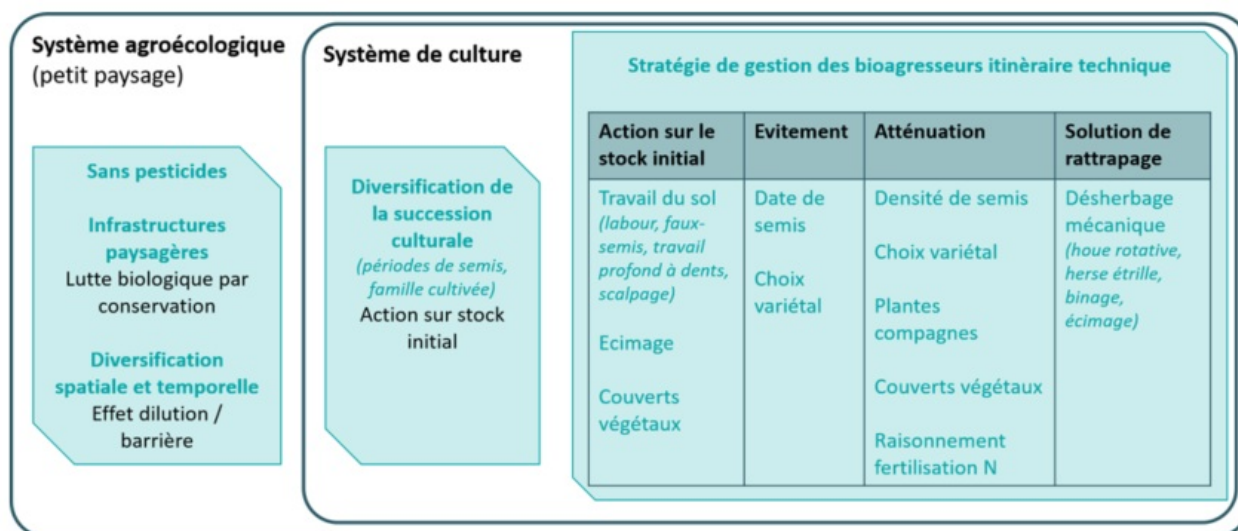 Système agroécologique
(petit paysage)
Sans pesticides
Infrastructures
paysagères
Lutte biologique par
conservation
Diversification
spatiale et temporelle
Effet dilution /
barrière
Système de culture
Diversification de
la succession
culturale
(périodes de semis,
famille cultivée)
Action sur stock
initial
Stratégie de gestion des bioagresseurs itinèraire technique
Action sur le
stock initial
Travail du sol
(labour, faux-
semis, travail
profond à dents,
scalpage)
Ecimage
Couverts
végétaux
Evitement
Date de
semis
Choix
variétal
Atténuation
Densité de semis
Choix variétal
Plantes
compagnes
Couverts végétaux
Raisonnement
fertilisation N
Solution de
rattrapage
Désherbage
mécanique
(houe rotative,
herse étrille,
binage,
écimage)